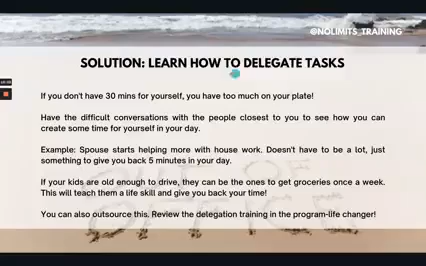 @NOLIMITS_TRAINING
SOLUTION: LEARN HOW TO DELEGATE TASKS
If you don't have 30 mins for yourself, you have too much on your plate!
Have the difficult conversations with the people closest to you to see how you can
create some time for yourself in your day.
Example: Spouse starts helping more with house work. Doesn't have to be a lot, just
something to give you back 5 minutes in your day.
If your kids are old enough to drive, they can be the ones to get groceries once a week.
This will teach them a life skill and give you back your time!
You can also outsource this. Review the delegation training in the program-life changer!
OUT OF
OFFICE